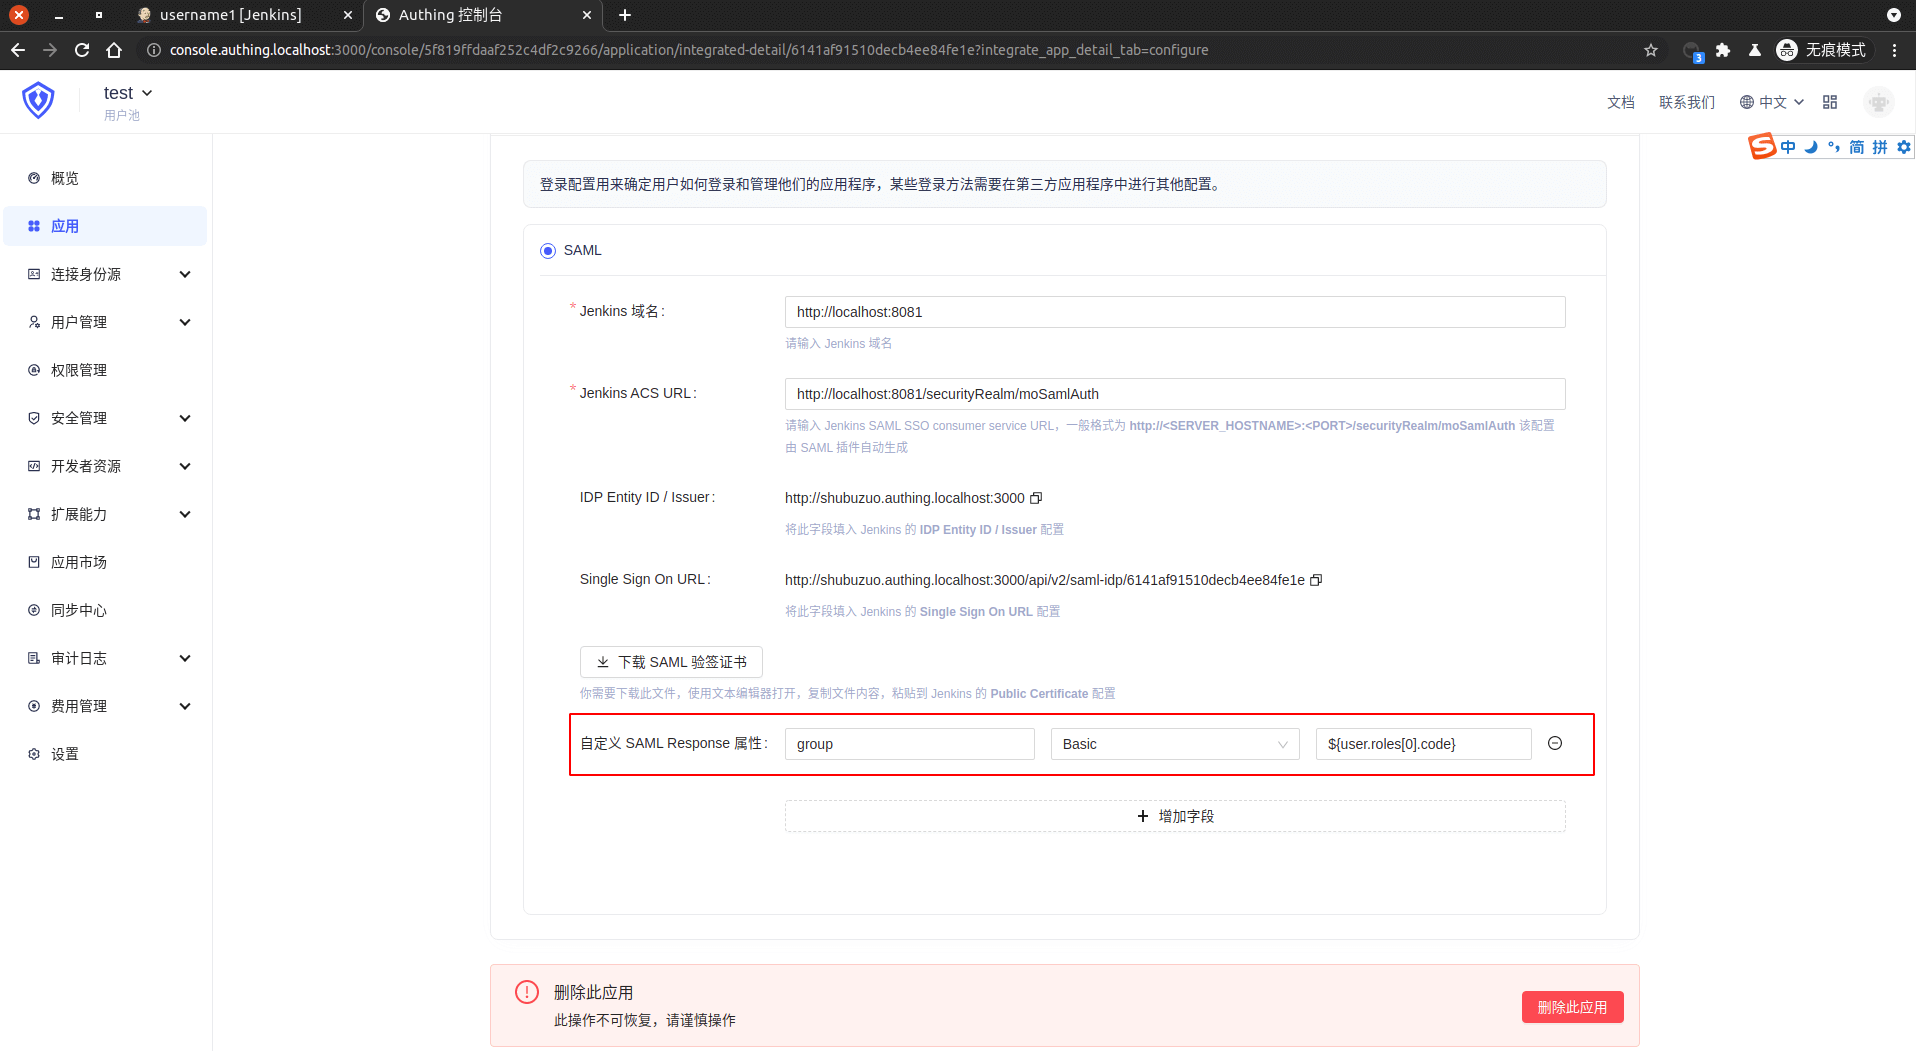 username1 [Jenkins]
Authing 控制台
console.authing.localhost:3000/console/5f819ffdaaf252c4df2c9266/application/integrated-detail/6141af91510decb4ee84fe1e?integrate_app_detail_tab=configure
3
无痕模式
test
用户池
文档
联系我们
中文
中 简 拼
概览
应用
连接身份源
用户管理
权限管理
安全管理
开发者资源
扩展能力
应用市场
同步中心
审计日志
费用管理
设置
登录配置用来确定用户如何登录和管理他们的应用程序，某些登录方法需要在第三方应用程序中进行其他配置。
SAML
* Jenkins 域名:
http://localhost:8081
请输入 Jenkins 域名
* Jenkins ACS URL:
http://localhost:8081/securityRealm/moSamlAuth
请输入 Jenkins SAML SSO consumer service URL，一般格式为 http://<SERVER_HOSTNAME>:<PORT>/securityRealm/moSamlAuth 该配置
由 SAML 插件自动生成
IDP Entity ID / Issuer:
http://shubuzuo.authing.localhost:3000
将此字段填入 Jenkins 的 IDP Entity ID / Issuer 配置
Single Sign On URL:
http://shubuzuo.authing.localhost:3000/api/v2/saml-idp/6141af91510decb4ee84fe1e
将此字段填入 Jenkins 的 Single Sign On URL 配置
下载 SAML 验签证书
你需要下载此文件，使用文本编辑器打开，复制文件内容，粘贴到 Jenkins 的 Public Certificate 配置
自定义 SAML Response 属性:
group
Basic
${user.roles[0].code}
+ 增加字段
删除此应用
此操作不可恢复，请谨慎操作
删除此应用